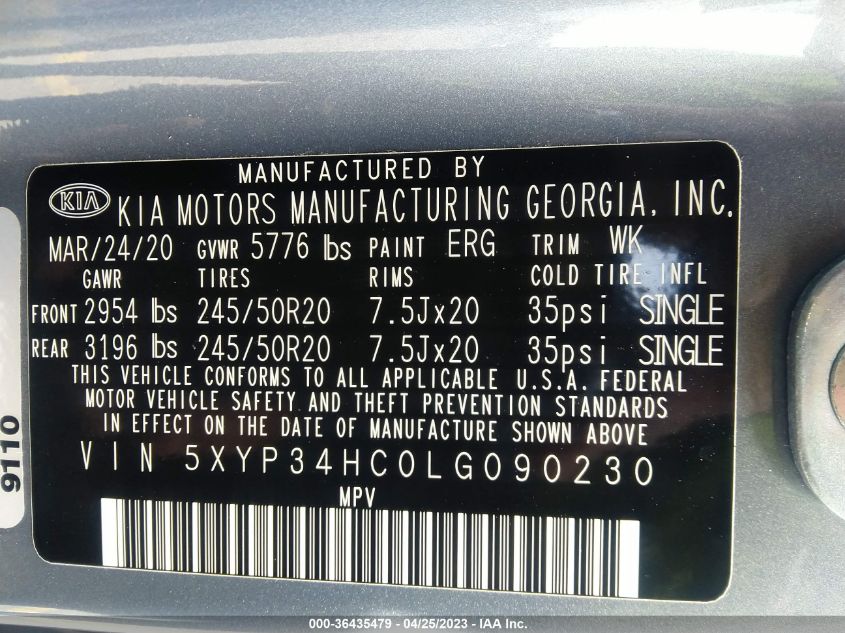 MANUFACTURED BY
KIA KIA MOTORS MANUFACTURING GEORGIA, INC.
MAR/24/20 GVWR 5776 lbs PAINT ERG TRIM WK
GAWR TIRES RIMS COLD TIRE INFL
FRONT 2954 lbs 245/50R20 7.5Jx20 35psi SINGLE
REAR 3196 lbs 245/50R20 7.5Jx20 35psi SINGLE
THIS VEHICLE CONFORMS TO ALL APPLICABLE U.S.A. FEDERAL
MOTOR VEHICLE SAFETY AND THEFT PREVENTION STANDARDS
IN EFFECT ON THE DATE OF MANUFACTURE SHOWN ABOVE
VIN 5XYP34HC0LG090230
MPV
9110
000-36435479 - 04/25/2023 - IAA Inc.